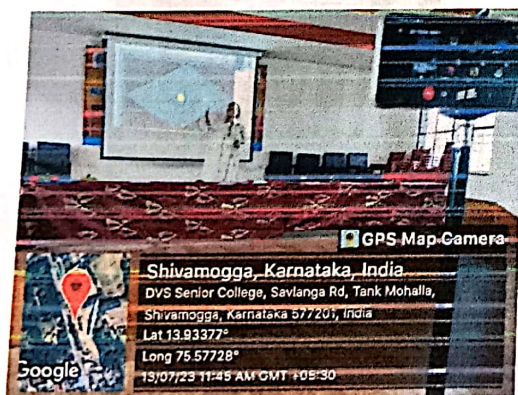 GPS Map Camera
Shivamogga, Karnataka, India
DVS Senior College, Savlanga Rd, Tank Mohalla,
Shivamogga, Karnataka 577201, India
Lat 13.93377°
Long 75.57728°
13/07/23 11:45 AM GMT +05:30
Google